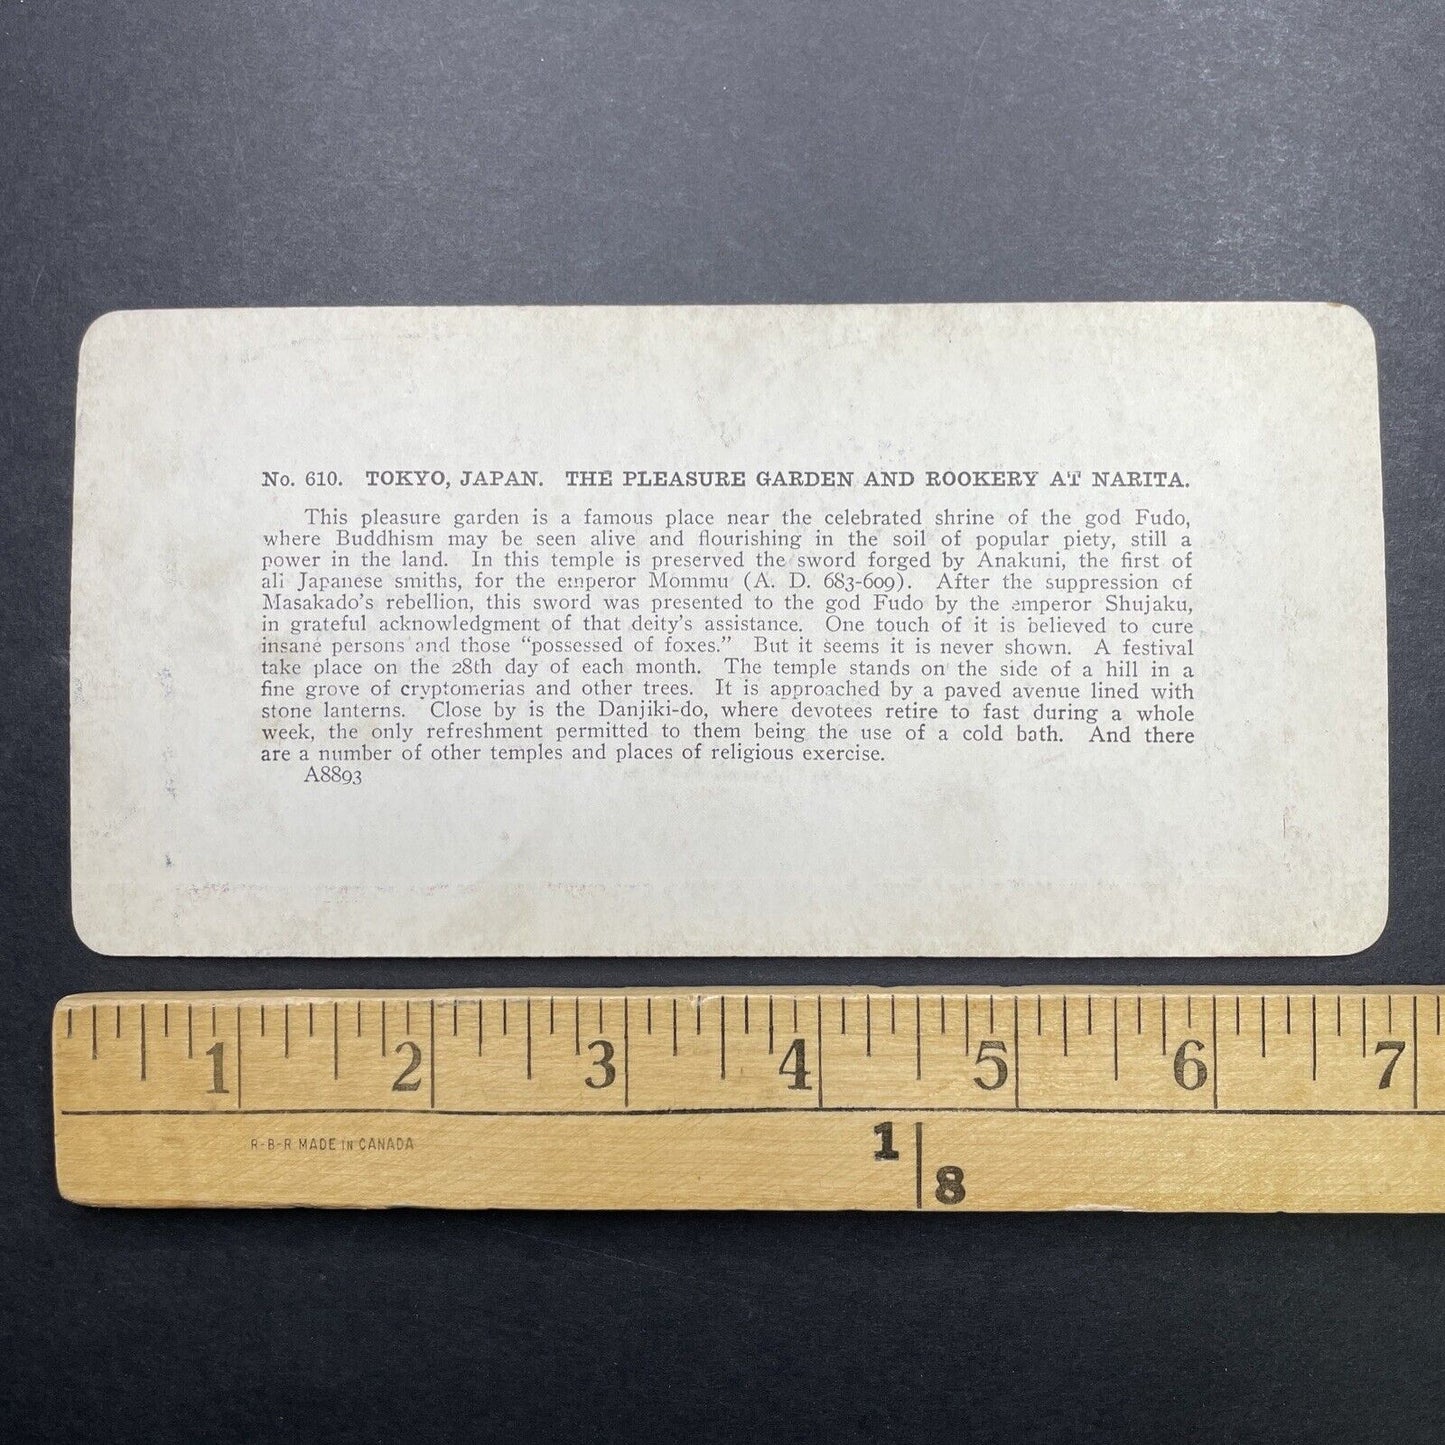 No. 610. TOKYO, JAPAN. THE PLEASURE GARDEN AND ROOKERY AT NARITA.
This pleasure garden is a famous place near the celebrated shrine of the god Fudo,
where Buddhism may be seen alive and flourishing in the soil of popular piety, still a
power in the land. In this temple is preserved the sword forged by Anakuni, the first of
all Japanese smiths, for the emperor Mommu (A. D. 683-609). After the suppression of
Masakado's rebellion, this sword was presented to the god Fudo by the emperor Shujaku,
in grateful acknowledgment of that deity's assistance. One touch of it is believed to cure
insane persons and those "possessed of foxes." But it seems it is never shown. A festival
take place on the 28th day of each month. The temple stands on the side of a hill in a
fine grove of cryptomerias and other trees. It is approached by a paved avenue lined with
stone lanterns. Close by is the Danjiki-do, where devotees retire to fast during a whole
week, the only refreshment permitted to them being the use of a cold bath. And there
are a number of other temples and places of religious exercise.
A8893
1 2 3 4 5 6 7
R-B-R MADE IN CANADA
1 8